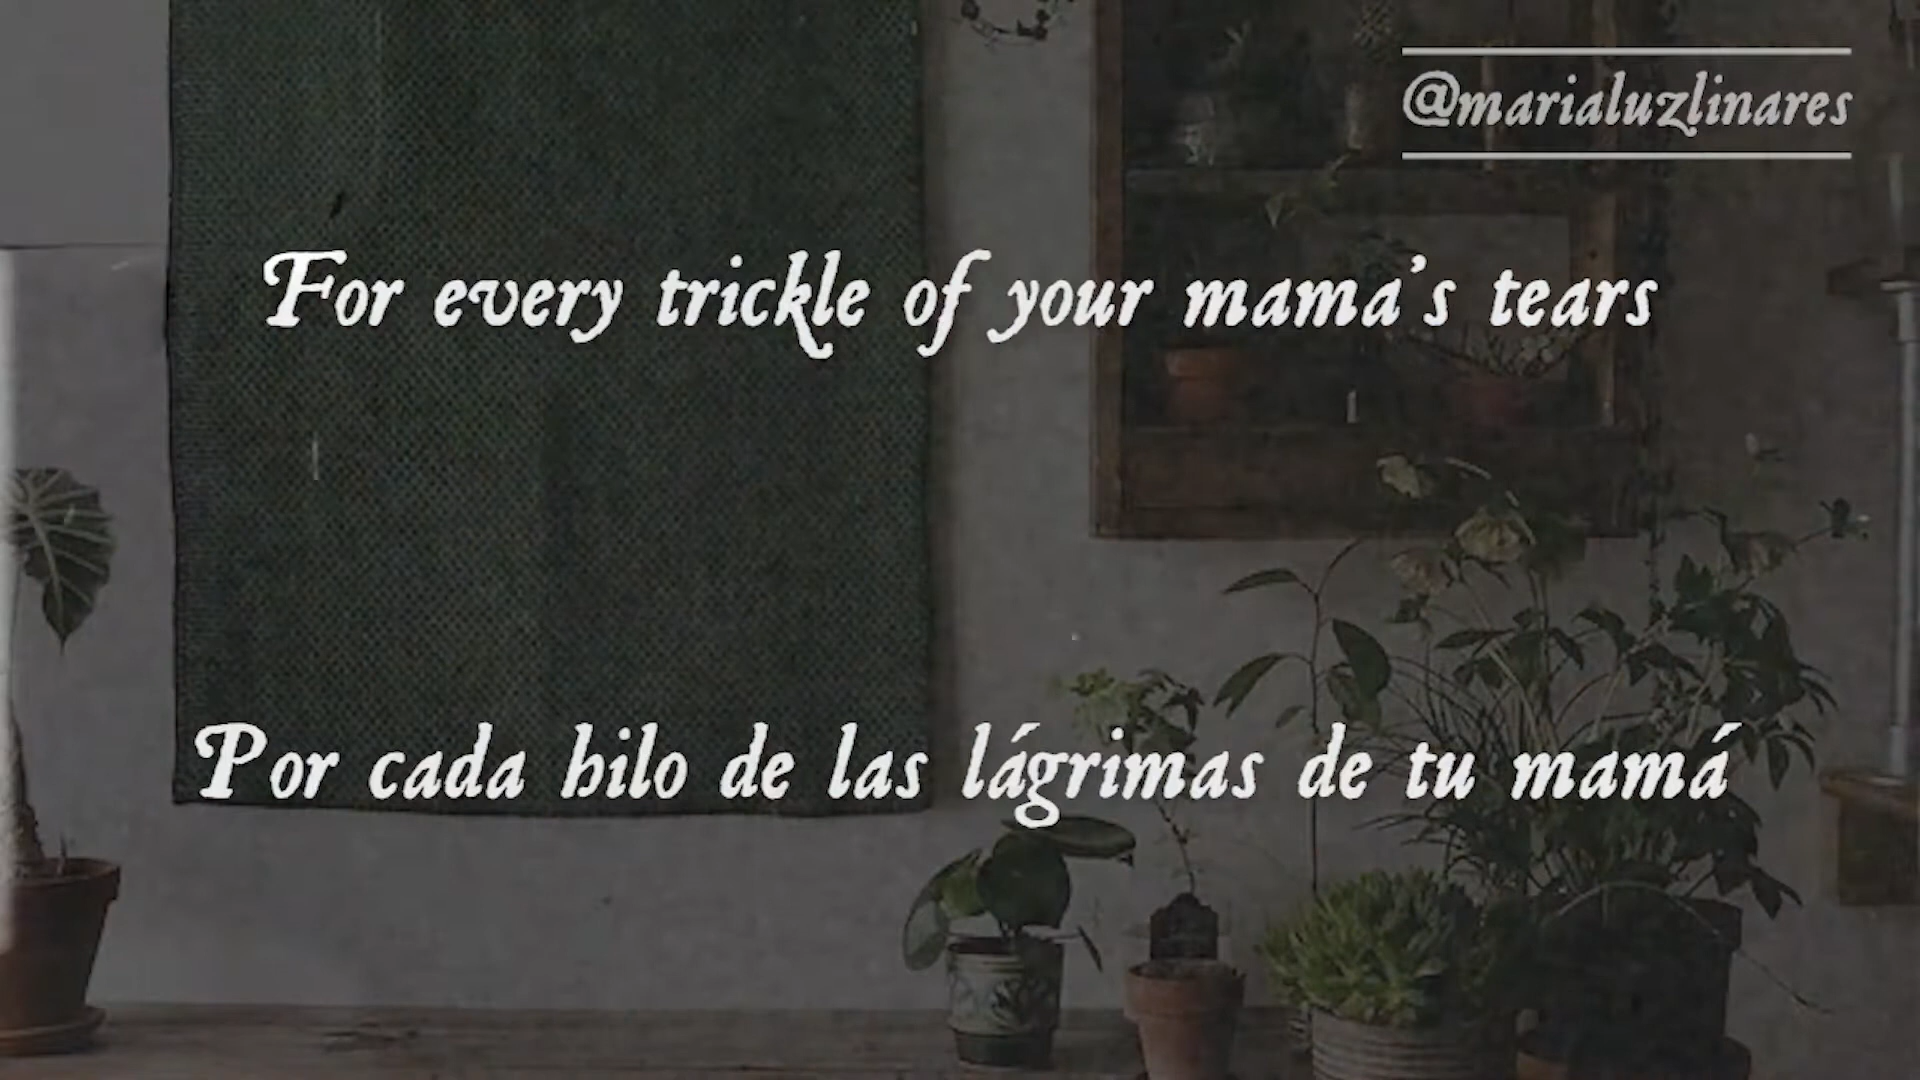 @marialuzlinares
For every trickle of your mama's tears
Por cada hilo de las lágrimas de tu mamá